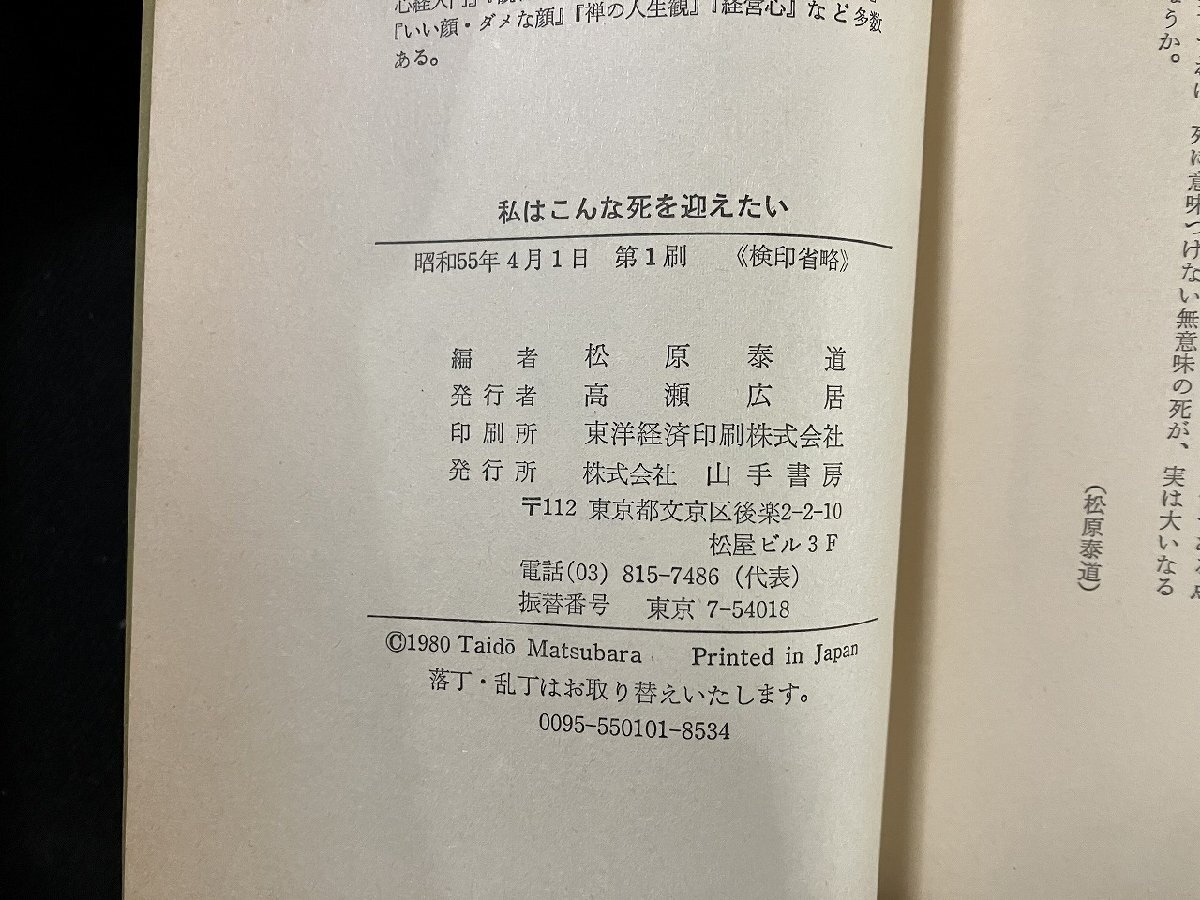 『いい顔・ダメな顔』『禅の人生観』『経営心』など多数
ある。
私はこんな死を迎えたい
昭和55年4月1日 第1刷 《検印省略》
編者 松原泰道
発行者 高瀬広居
印刷所 東洋経済印刷株式会社
発行所 株式会社 山手書房
〒112 東京都文京区後楽2-2-10
松屋ビル3F
電話(03) 815-7486 (代表)
振替番号 東京 7-54018
©1980 Taidō Matsubara Printed in Japan
落丁・乱丁はお取り替えいたします。
0095-550101-8534
死は意味づけない無意味の死が、実は大いなる
うか。
(松原泰道)